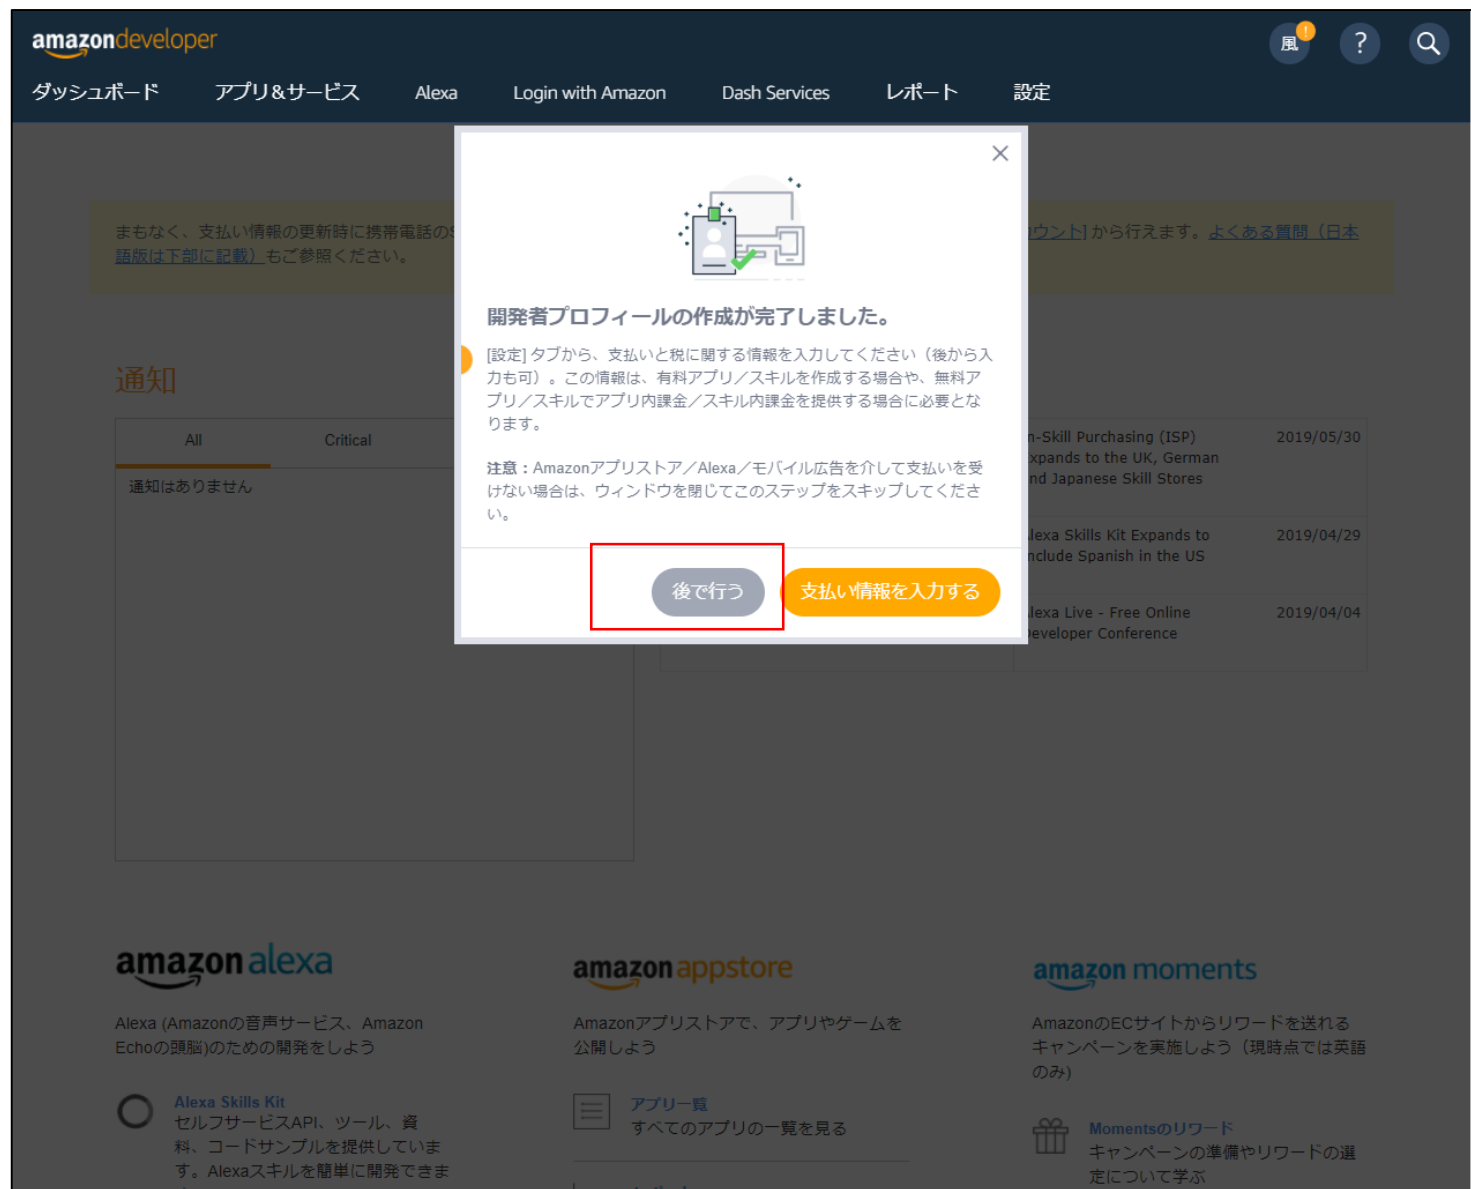 amazondeveloper
風
!
?
ダッシュボード アプリ&サービス Alexa Login with Amazon Dash Services レポート 設定
まもなく、支払い情報の更新時に携帯電話の
ウント] から行えます。よくある質問（日本
語版は下部に記載）もご参照ください。
開発者プロフィールの作成が完了しました。
[設定] タブから、支払いと税に関する情報を入力してください（後から入
力も可）。この情報は、有料アプリ／スキルを作成する場合や、無料ア
プリ／スキルでアプリ内課金／スキル内課金を提供する場合に必要とな
ります。
注意：Amazonアプリストア／Alexa／モバイル広告を介して支払いを受
けない場合は、ウィンドウを閉じてこのステップをスキップしてくださ
い。
後で行う 支払い情報を入力する
通知
All Critical
通知はありません
n-Skill Purchasing (ISP) 2019/05/30
xpands to the UK, German
nd Japanese Skill Stores
lexa Skills Kit Expands to 2019/04/29
nclude Spanish in the US
lexa Live - Free Online 2019/04/04
eveloper Conference
amazon alexa
Alexa (Amazonの音声サービス、Amazon
Echoの頭脳)のための開発をしよう
Alexa Skills Kit
セルフサービスAPI、ツール、資
料、コードサンプルを提供していま
す。Alexaスキルを簡単に開発できま
amazon appstore
Amazonアプリストアで、アプリやゲームを
公開しよう
アプリ一覧
すべてのアプリの一覧を見る
amazon moments
AmazonのECサイトからリワードを送れる
キャンペーンを実施しよう（現時点では英語
のみ)
Momentsのリワード
キャンペーンの準備やリワードの選
定について学ぶ